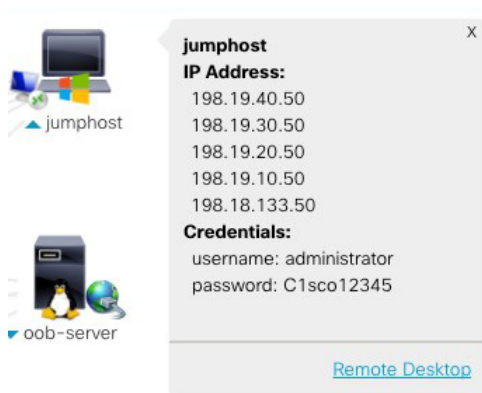 X
jumphost
IP Address:
198.19.40.50
198.19.30.50
198.19.20.50
198.19.10.50
198.18.133.50
Credentials:
username: administrator
password: C1sco12345
Remote Desktop
jumphost
oob-server